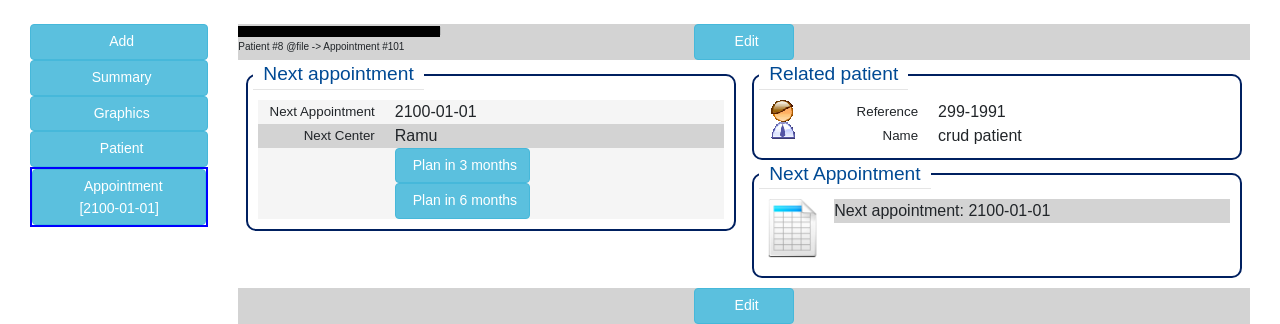 Add
Summary
Graphics
Patient
Appointment
[2100-01-01]
Patient #8 @file -> Appointment #101
Edit
Next appointment
Next Appointment 2100-01-01
Next Center Ramu
Plan in 3 months
Plan in 6 months
Related patient
Reference 299-1991
Name crud patient
Next Appointment
Next appointment: 2100-01-01
Edit